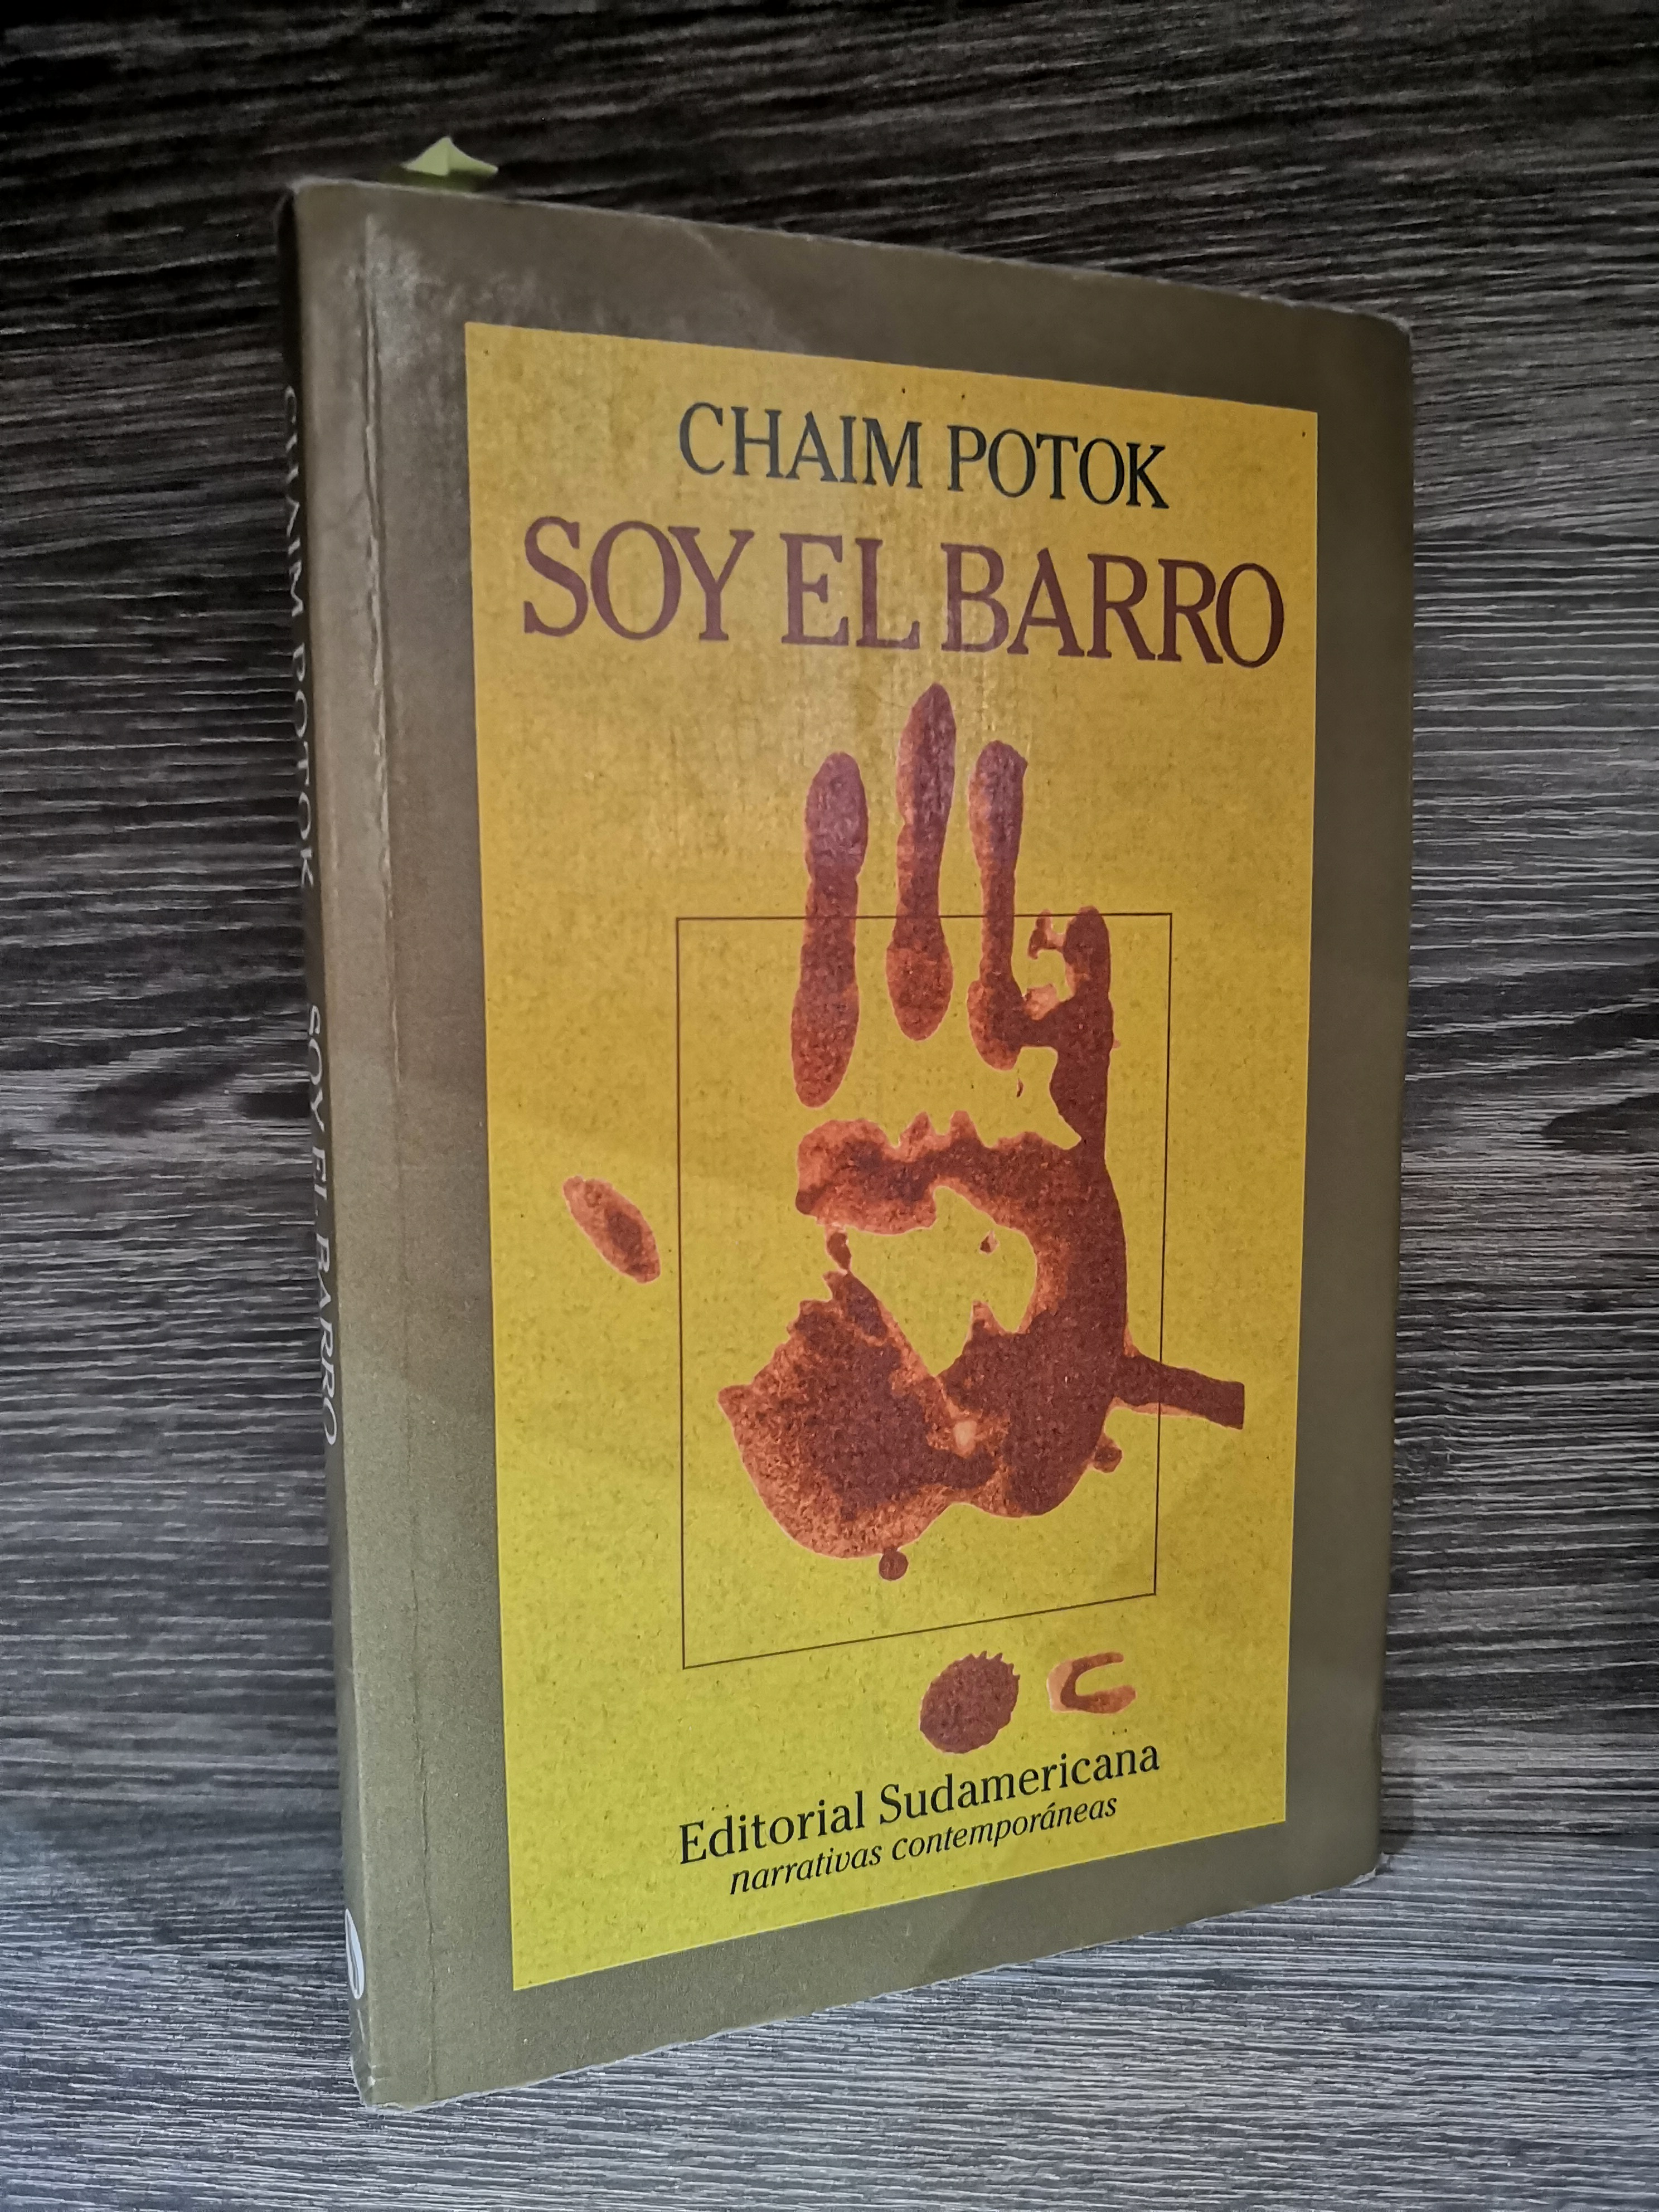 CHAIM POTOK
SOY EL BARRO
Editorial Sudamericana
narrativas contemporáneas
CHAIM POTOK SOY EL BARRO